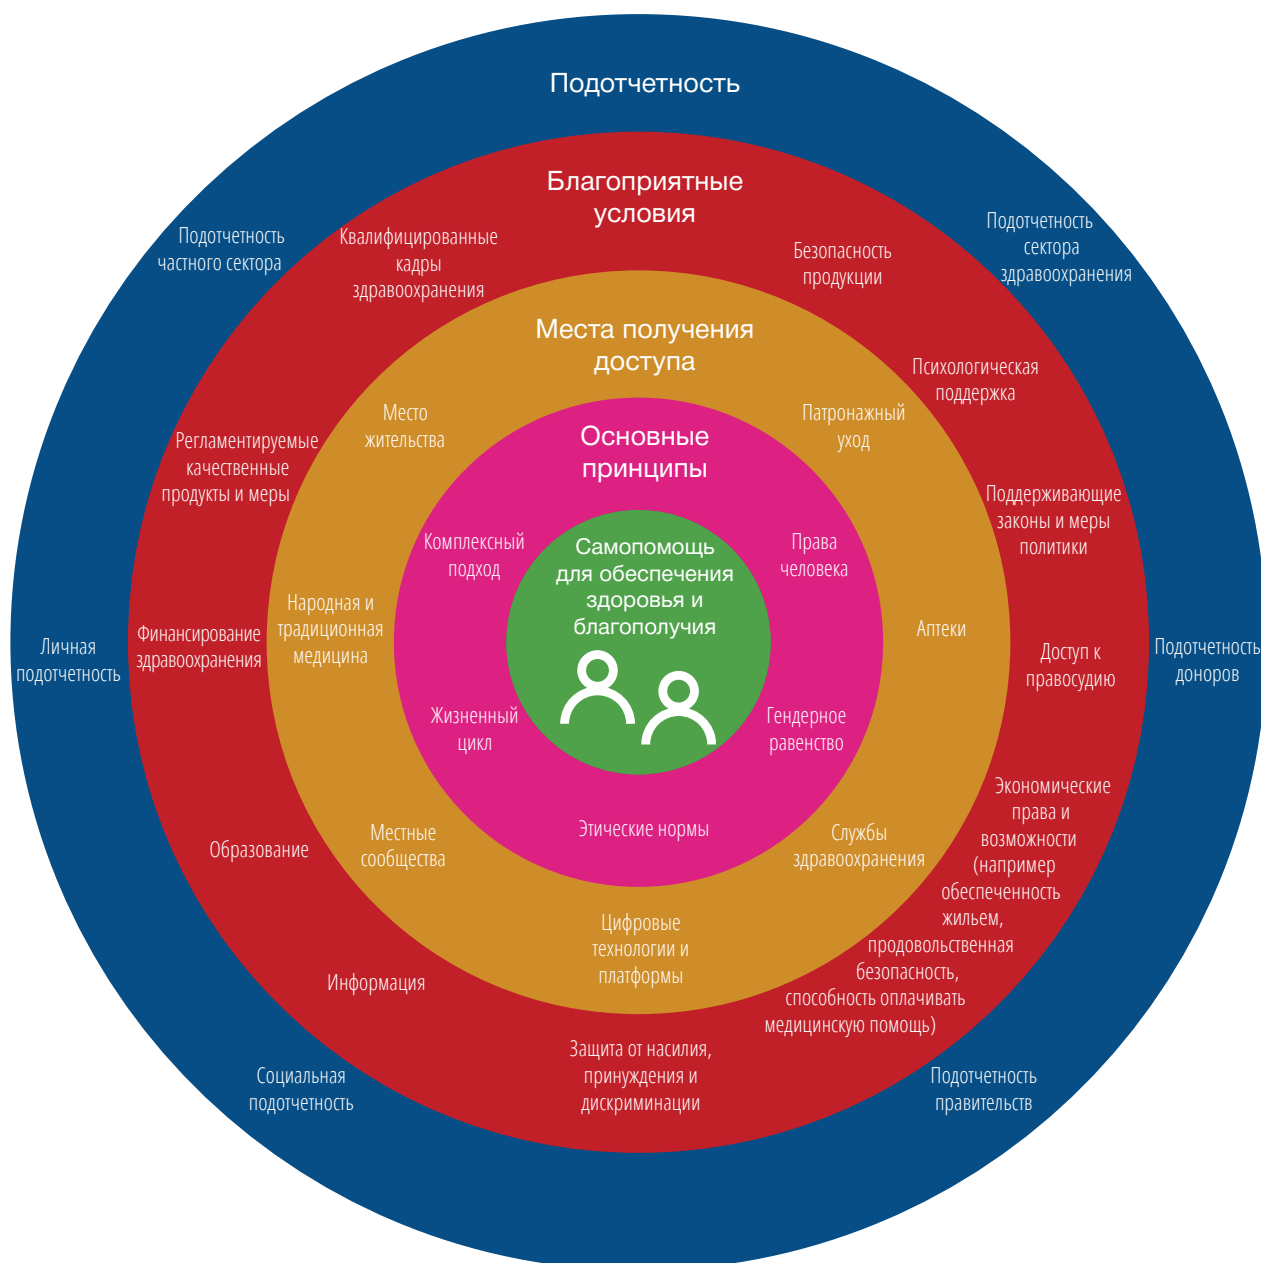 Подотчетность
Подотчетность
сектора
здравоохранения
Подотчетность
доноров
Подотчетность
правительств
Социальная
подотчетность
Личная
подотчетность
Подотчетность
частного сектора
Благоприятные
условия
Безопасность
продукции
Психологическая
поддержка
Поддерживающие
законы и меры
политики
Доступ к
правосудию
Экономические
права и
возможности
(например
обеспеченность
жильем,
продовольственная
безопасность,
способность оплачивать
медицинскую помощь)
Защита от насилия,
принуждения и
дискриминации
Информация
Образование
Финансирование
здравоохранения
Регламентируемые
качественные
продукты и меры
Квалифицированные
кадры
здравоохранения
Места получения
доступа
Патронажный
уход
Аптеки
Службы
здравоохранения
Цифровые
технологии и
платформы
Местные
сообщества
Народная и
традиционная
медицина
Место
жительства
Основные
принципы
Права
человека
Гендерное
равенство
Этические нормы
Жизненный
цикл
Комплексный
подход
Самопомощь
для обеспечения
здоровья и
благополучия